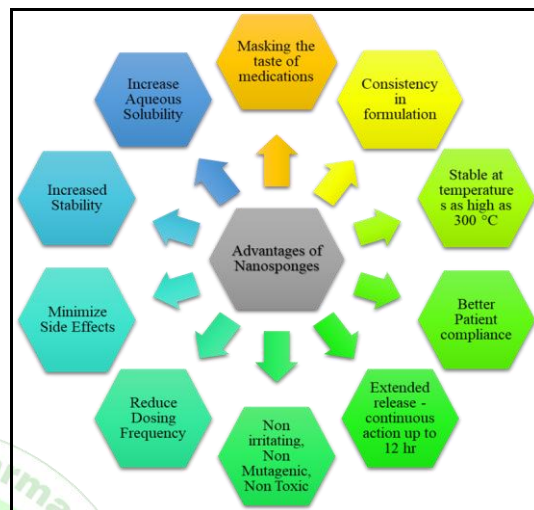 Masking the
taste of
medications
Consistency
in
formulation
Stable at
temperature
s as high as
300 °C
Better
Patient
compliance
Extended
release -
continuous
action up to
12 hr
Non
irritating,
Non
Mutagenic,
Non Toxic
Reduce
Dosing
Frequency
Minimize
Side Effects
Increased
Stability
Increase
Aqueous
Solubility
Advantages of
Nanosponges